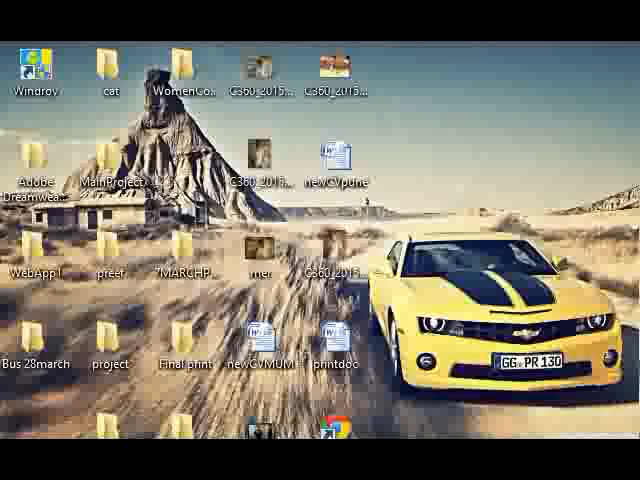 Windrov
cat
WomenCo...
C360_2015...
C360_2015...
Adobe
Dreamwea...
MainProject
C360_2015...
newCVpune
WebApp1
preet
"MARCHP...
mer
C360_2015...
Bus 28march
project
Final print
newCVMUM
printdoc
GG PR 130